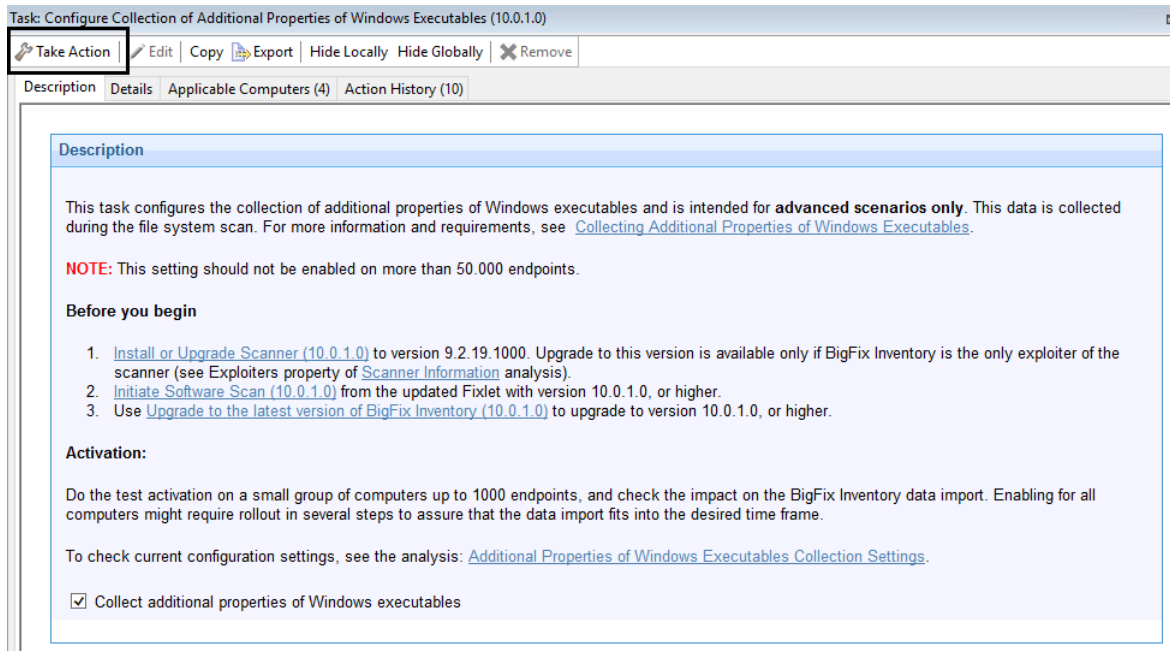 Task: Configure Collection of Additional Properties of Windows Executables (10.0.1.0)
Take Action Edit Copy Export Hide Locally Hide Globally Remove
Description Details Applicable Computers (4) Action History (10)
Description
This task configures the collection of additional properties of Windows executables and is intended for advanced scenarios only. This data is collected
during the file system scan. For more information and requirements, see Collecting Additional Properties of Windows Executables.
NOTE: This setting should not be enabled on more than 50.000 endpoints.
Before you begin
1. Install or Upgrade Scanner (10.0.1.0) to version 9.2.19.1000. Upgrade to this version is available only if BigFix Inventory is the only exploiter of the
scanner (see Exploiters property of Scanner Information analysis).
2. Initiate Software Scan (10.0.1.0) from the updated Fixlet with version 10.0.1.0, or higher.
3. Use Upgrade to the latest version of BigFix Inventory (10.0.1.0) to upgrade to version 10.0.1.0, or higher.
Activation:
Do the test activation on a small group of computers up to 1000 endpoints, and check the impact on the BigFix Inventory data import. Enabling for all
computers might require rollout in several steps to assure that the data import fits into the desired time frame.
To check current configuration settings, see the analysis: Additional Properties of Windows Executables Collection Settings.
Collect additional properties of Windows executables